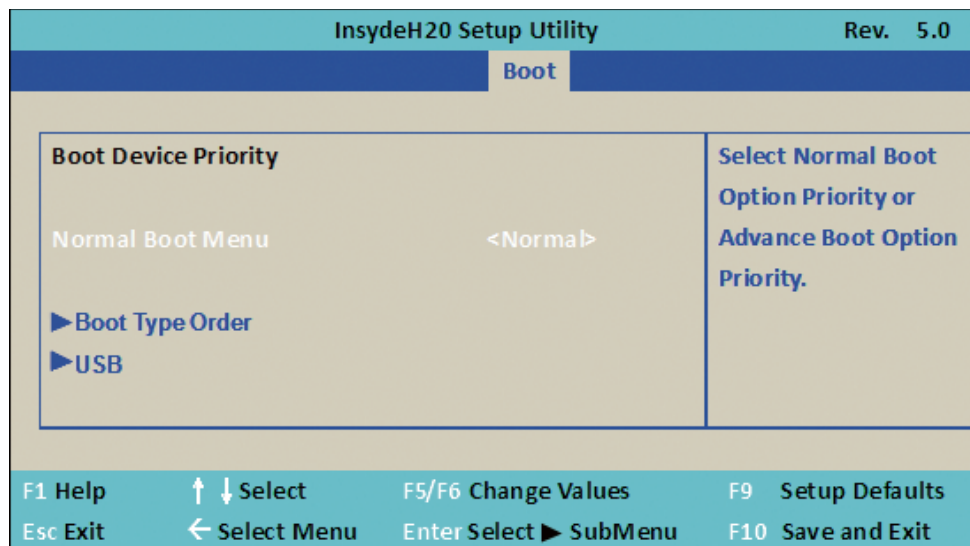 InsydeH20 Setup Utility Rev. 5.0
Boot
Boot Device Priority
Normal Boot Menu <Normal>
▶Boot Type Order
▶USB
Select Normal Boot
Option Priority or
Advance Boot Option
Priority.
F1 Help ↑ ↓ Select F5/F6 Change Values F9 Setup Defaults
Esc Exit ← Select Menu Enter Select ▶ SubMenu F10 Save and Exit